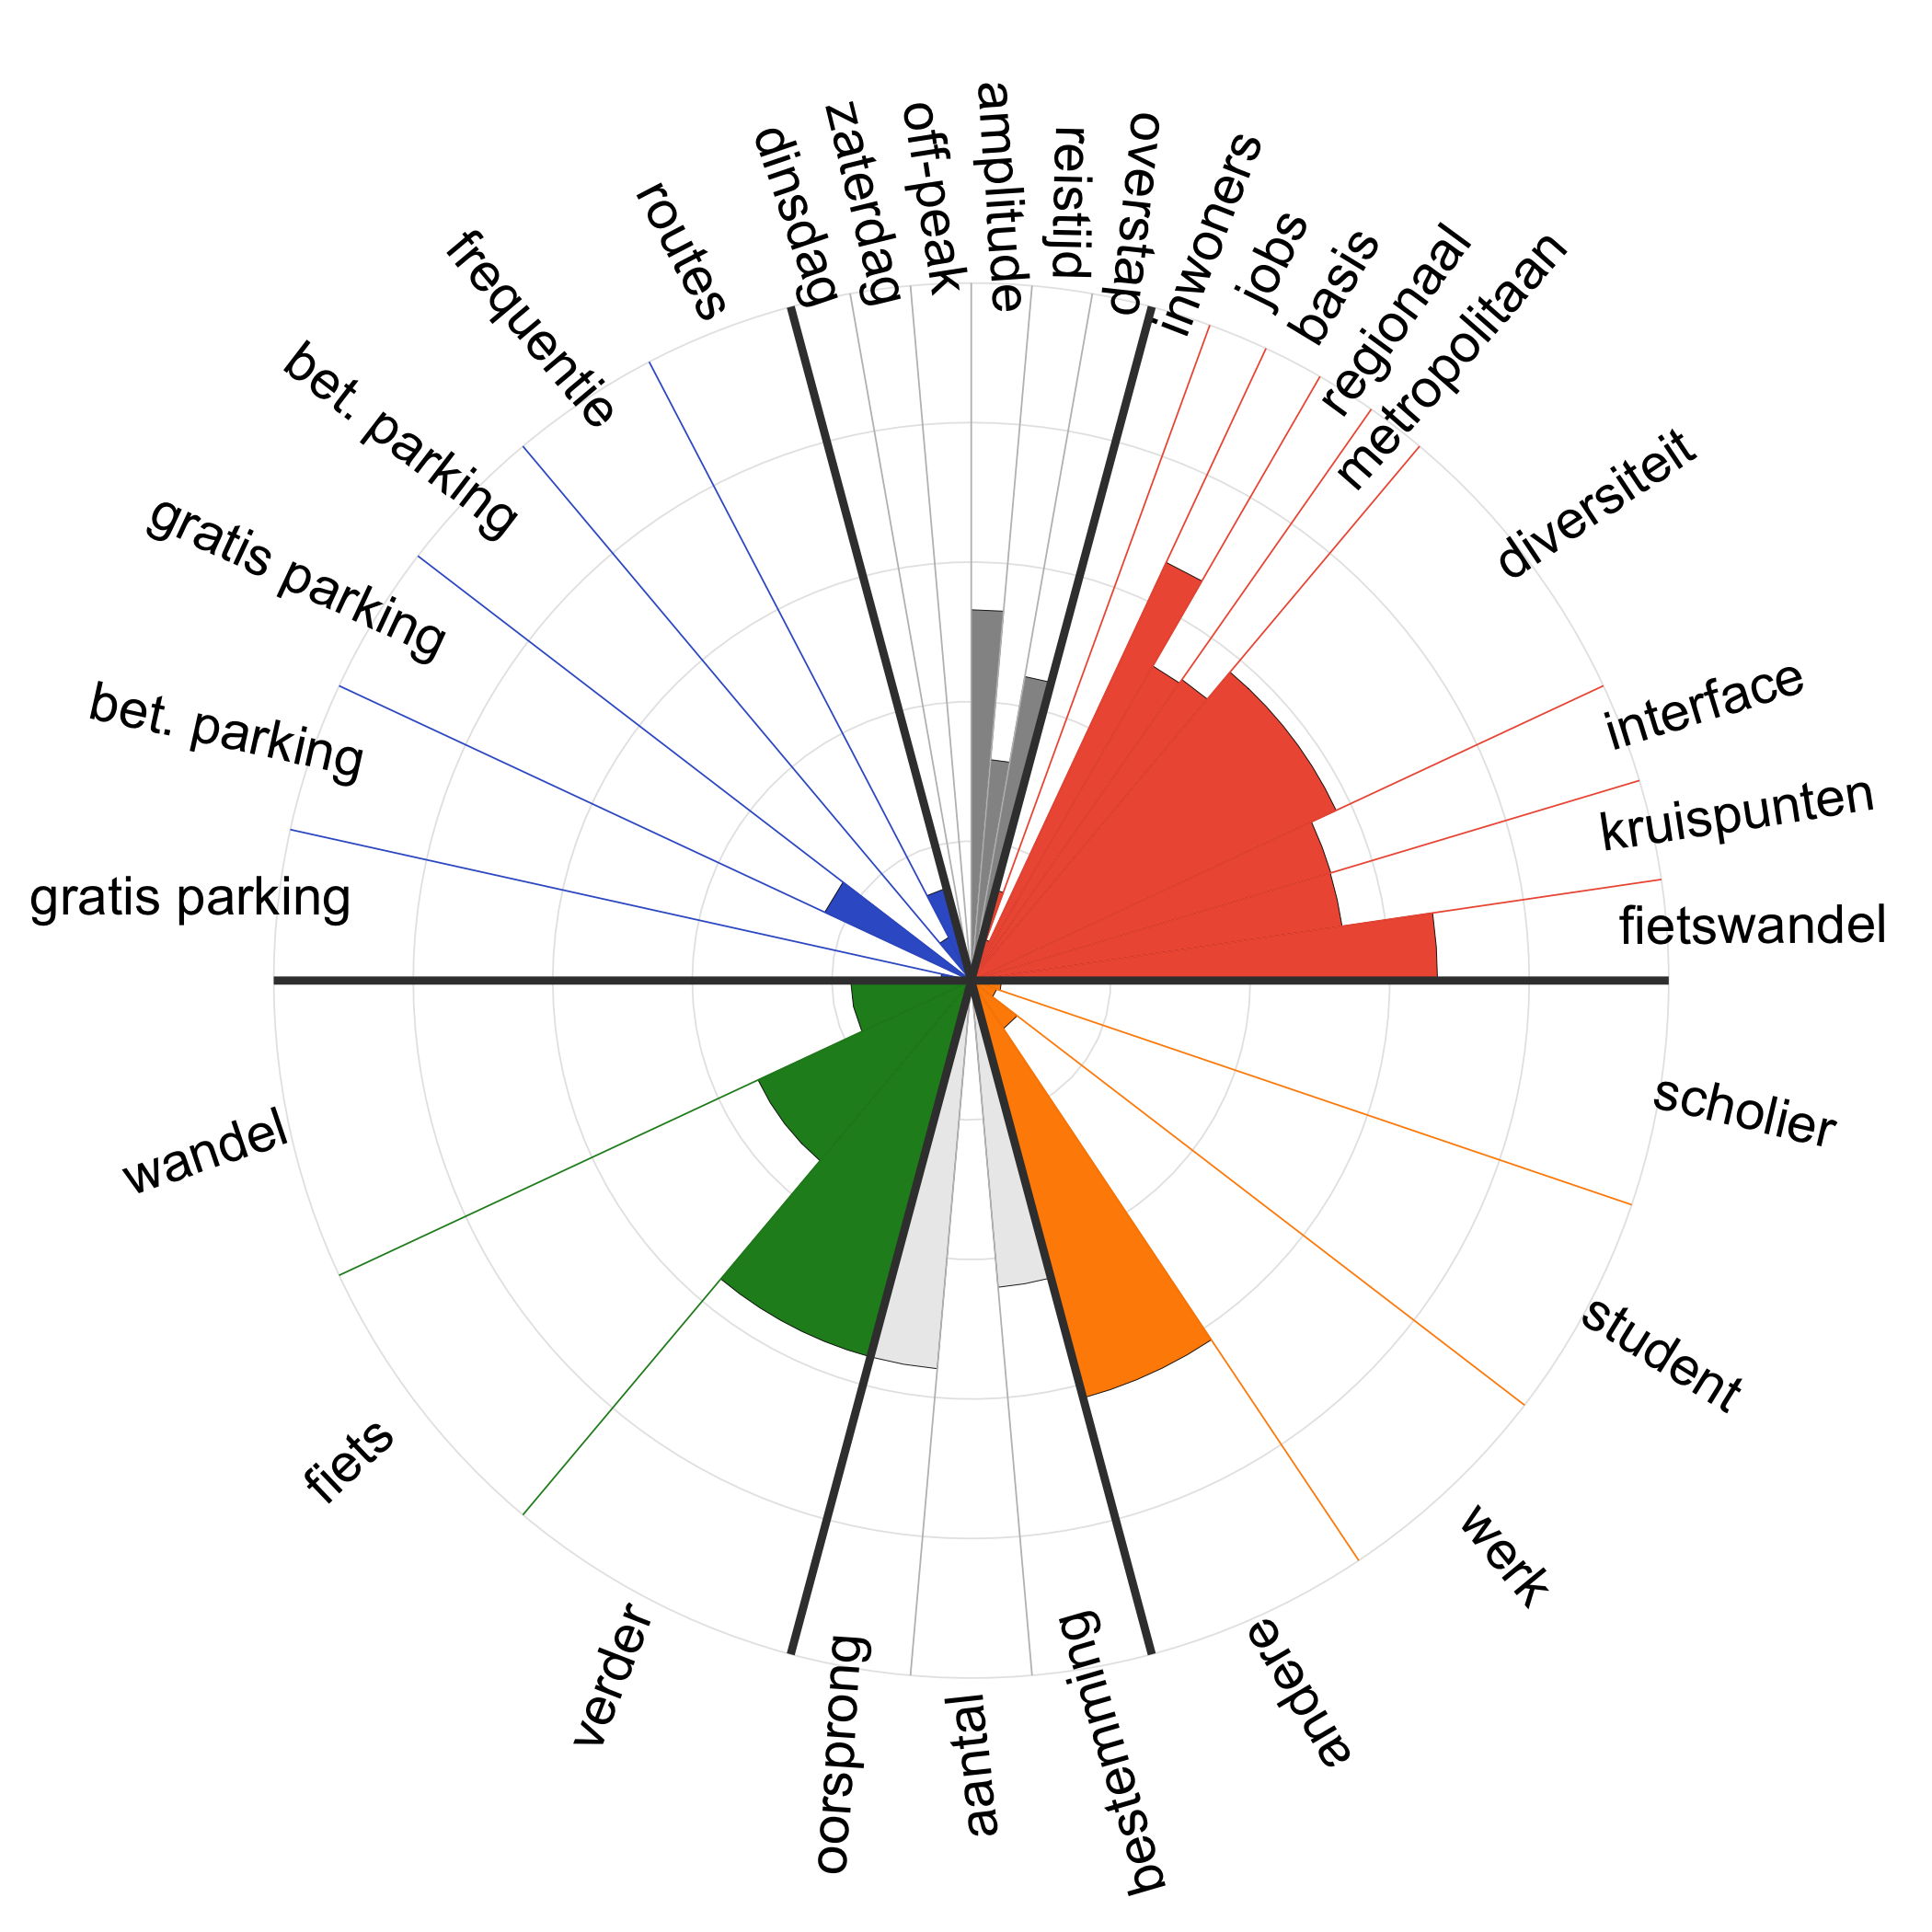 dinsdag
zaterdag
off-peak
amplitude
reistijd
overstap
inwoners
jobs
basis
regionaal
metropolitaan
diversiteit
interface
kruispunten
fietswandel
scholier
student
werk
andere
bestemming
aantal
oorsprong
verder
fiets
wandel
gratis parking
bet. parking
gratis parking
bet. parking
frequentie
routes